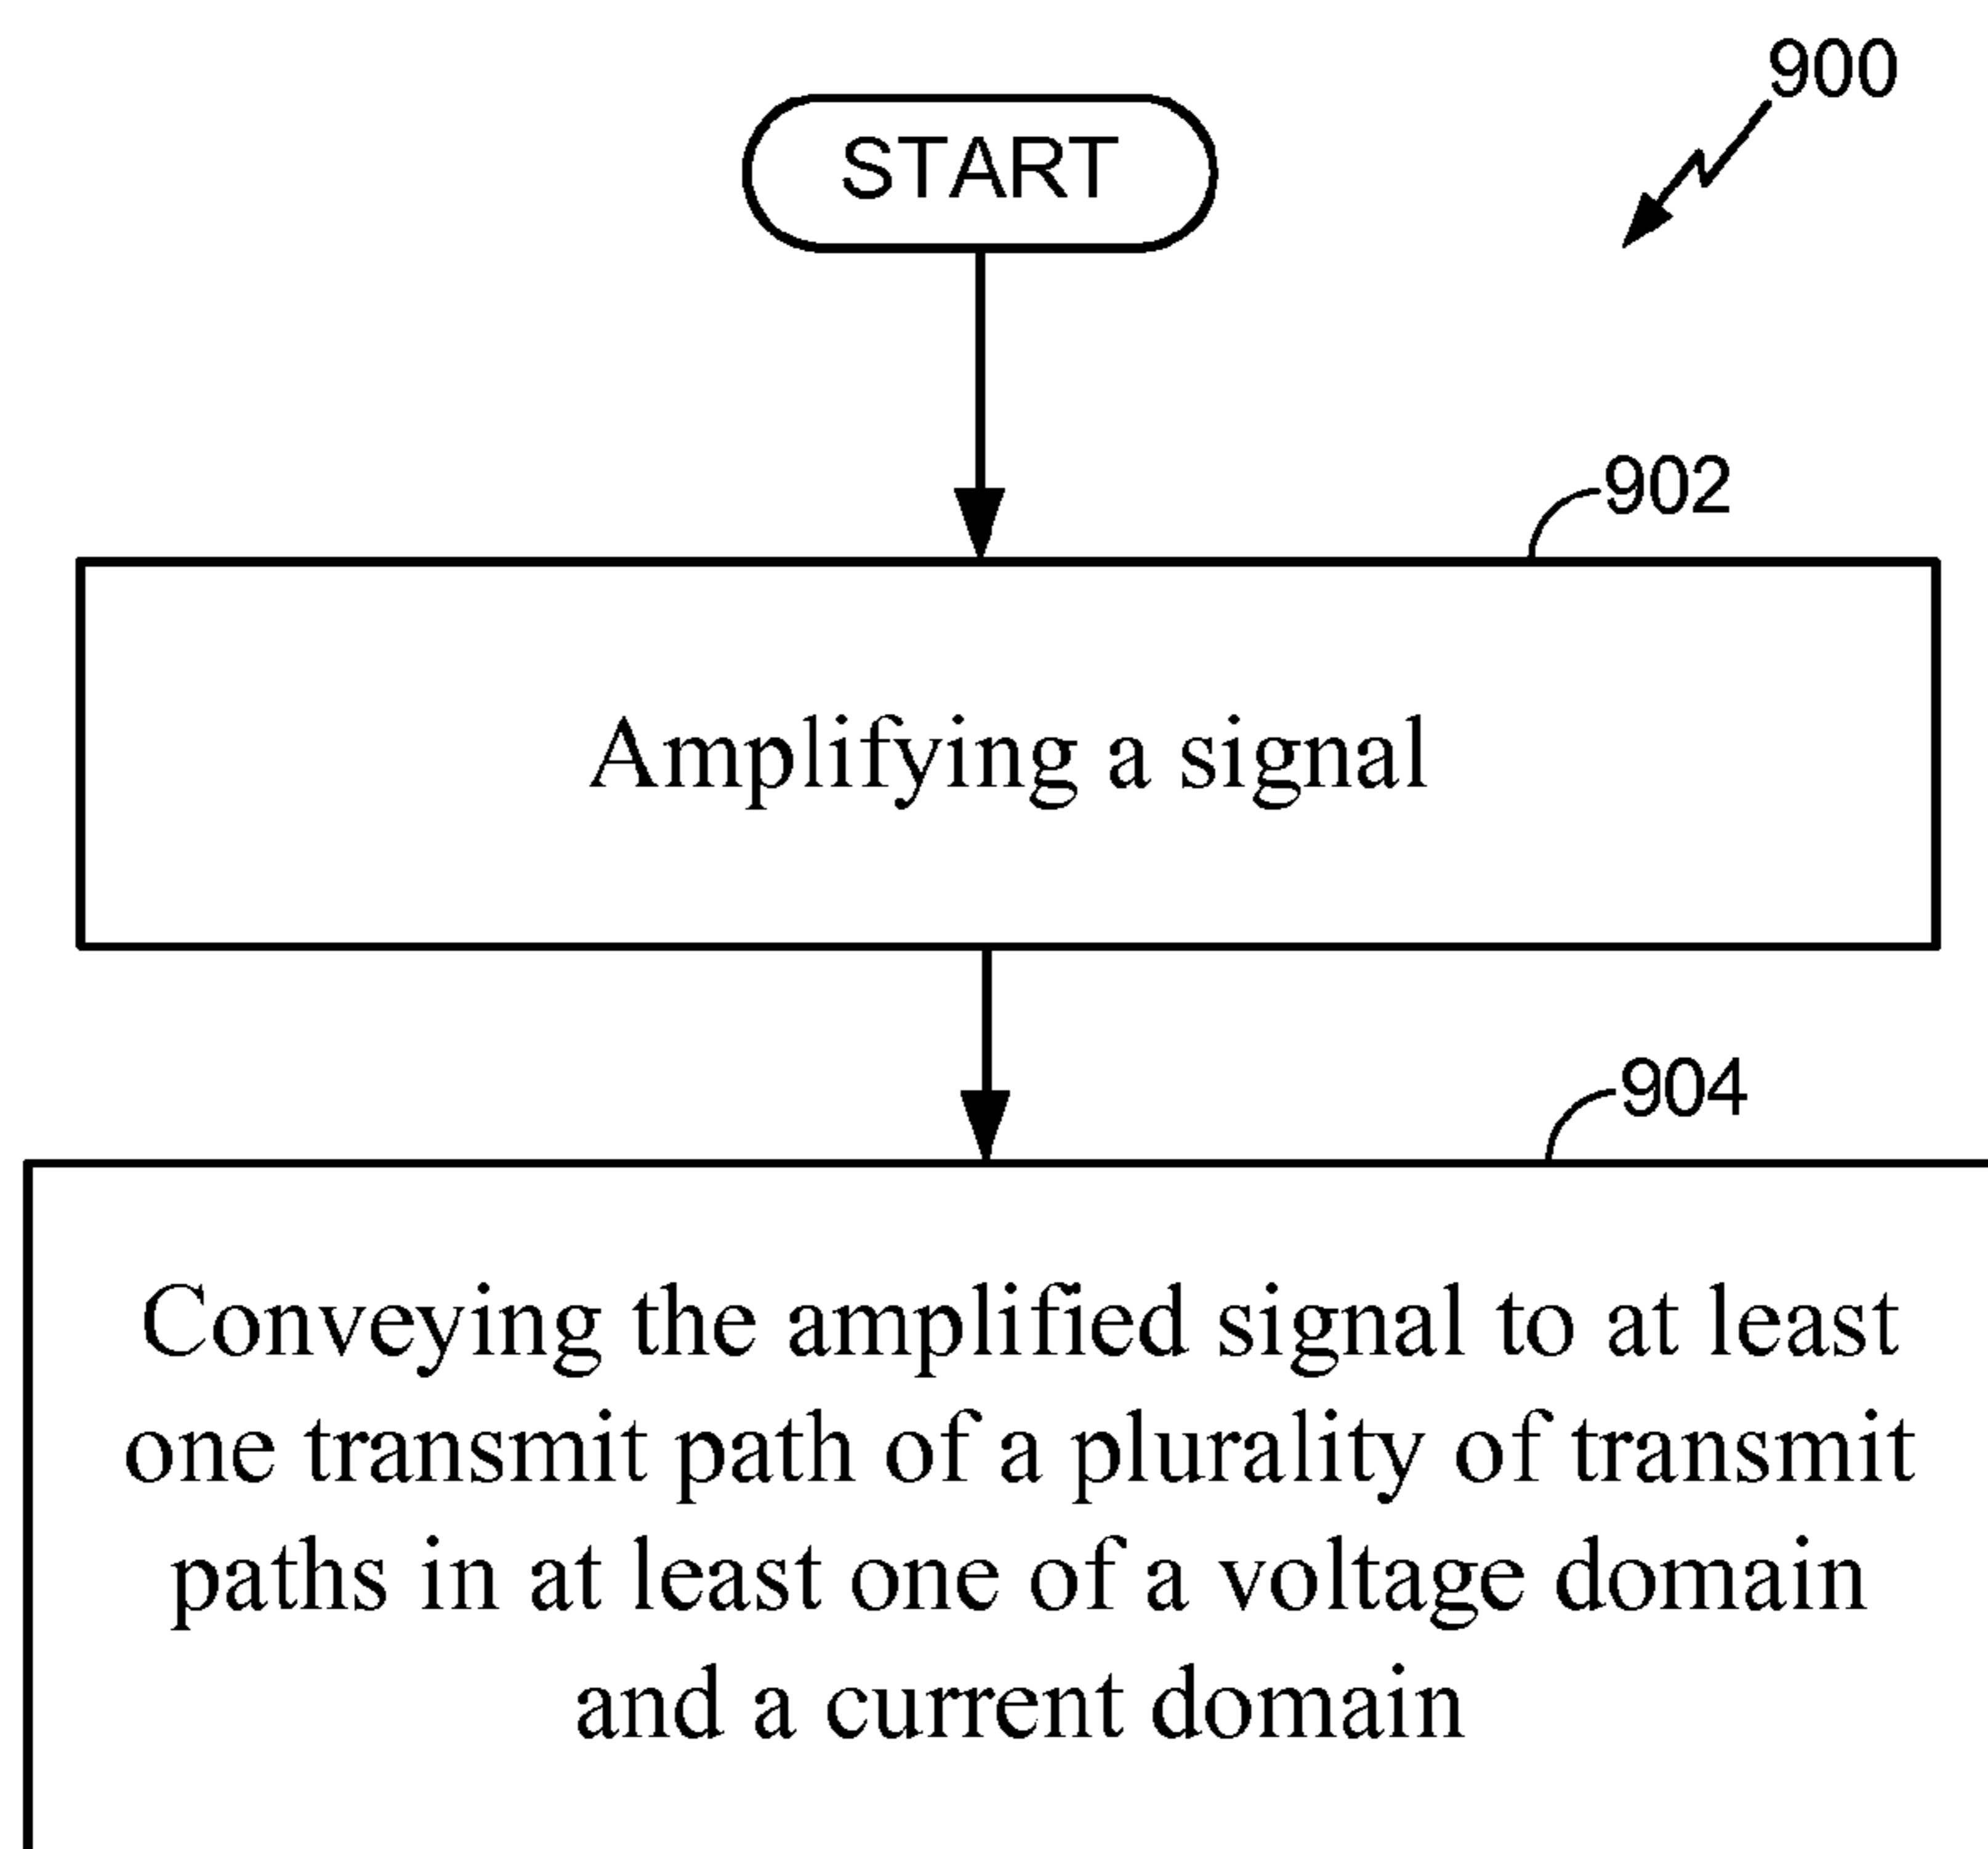 900
START
902
Amplifying a signal
904
Conveying the amplified signal to at least
one transmit path of a plurality of transmit
paths in at least one of a voltage domain
and a current domain